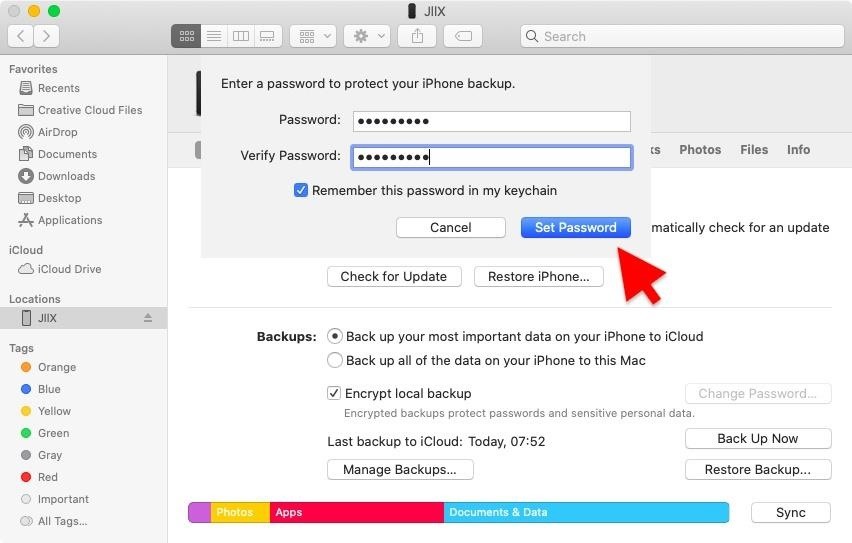 JIIX
Search
Favorites
Recents
Creative Cloud Files
AirDrop
Documents
Downloads
Desktop
Applications
iCloud
iCloud Drive
Locations
JIIX
Tags
Orange
Blue
Yellow
Green
Gray
Red
Important
All Tags...
Enter a password to protect your iPhone backup.
Password: •••••••••
Verify Password: •••••••••
Remember this password in my keychain
Cancel Set Password
Photos Files Info
an update
Check for Update Restore iPhone...
Backups: Back up your most important data on your iPhone to iCloud
Back up all of the data on your iPhone to this Mac
Encrypt local backup Change Password...
Encrypted backups protect passwords and sensitive personal data.
Last backup to iCloud: Today, 07:52 Back Up Now
Manage Backups... Restore Backup...
Photos Apps Documents & Data Sync